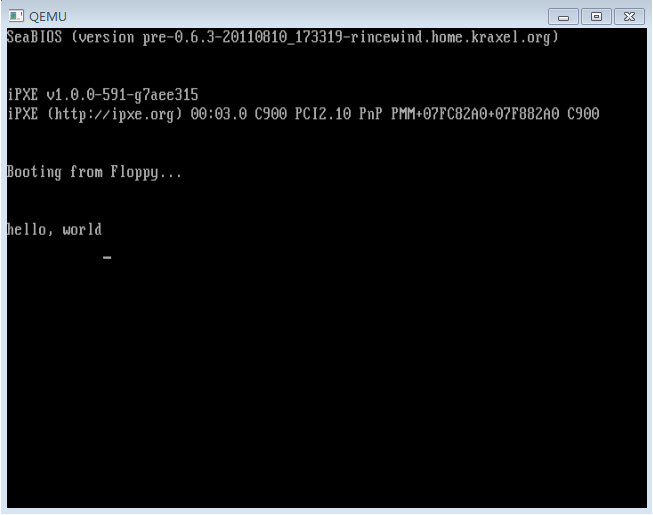 QEMU
SeaBIOS (version pre-0.6.3-20110810_173319-rincewind.home.kraxel.org)
iPXE v1.0.0-591-g7aee315
iPXE (http://ipxe.org) 00:03.0 C900 PCI2.10 PnP PMM+07FC82A0+07F882A0 C900
Booting from Floppy...
hello, world